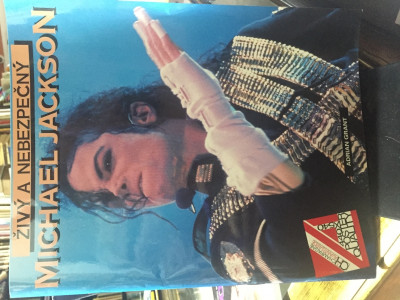 ŽIVÝ A NEBEZPEČNÝ
MICHAEL JACKSON
ADRIAN GRANT